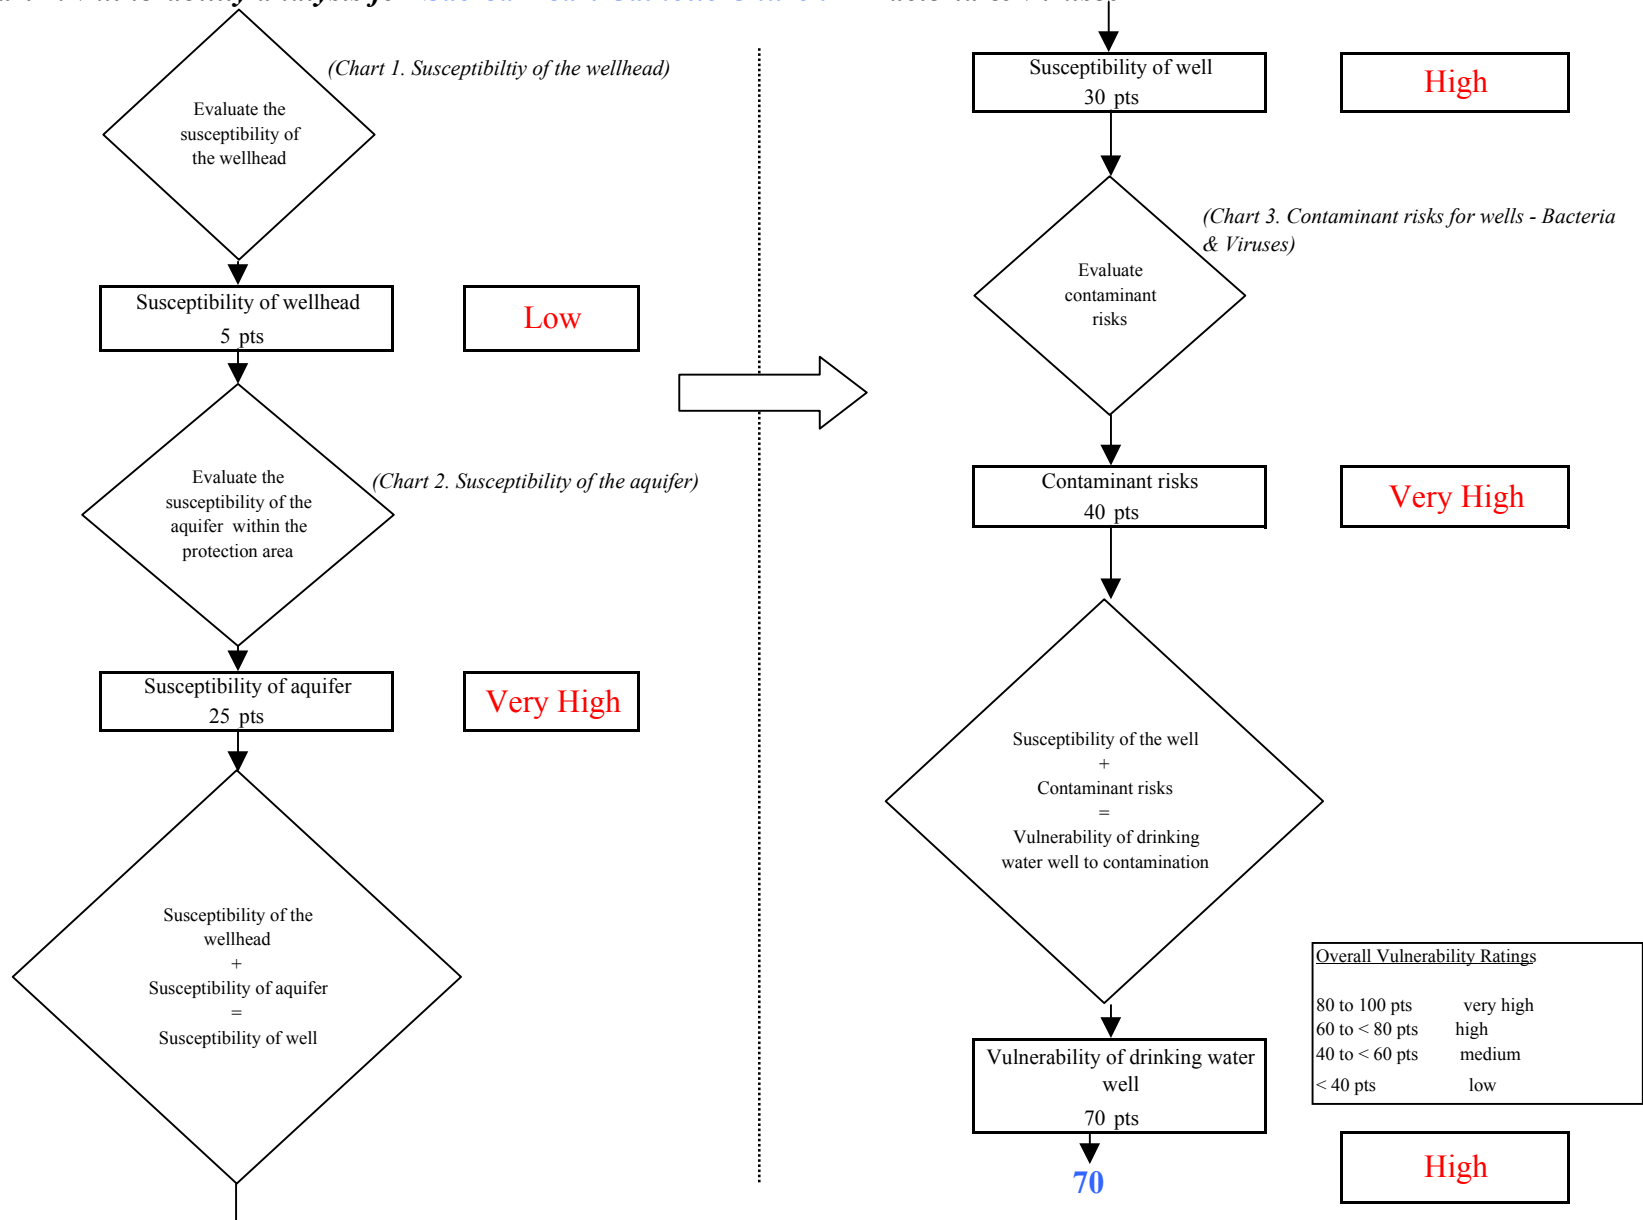 (Chart 1. Susceptibiltiy of the wellhead)
Evaluate the
susceptibility of
the wellhead
Susceptibility of wellhead
5 pts
Low
Evaluate the
susceptibility of the
aquifer within the
protection area
(Chart 2. Susceptibility of the aquifer)
Susceptibility of aquifer
25 pts
Very High
Susceptibility of the
wellhead
+
Susceptibility of aquifer
=
Susceptibility of well
Susceptibility of well
30 pts
High
(Chart 3. Contaminant risks for wells - Bacteria
& Viruses)
Evaluate
contaminant
risks
Contaminant risks
40 pts
Very High
Susceptibility of the well
+
Contaminant risks
=
Vulnerability of drinking
water well to contamination
Overall Vulnerability Ratings
80 to 100 pts very high
60 to < 80 pts high
40 to < 60 pts medium
< 40 pts low
Vulnerability of drinking water
well
70 pts
70
High